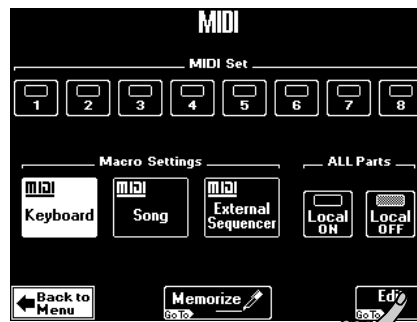 MIDI
MIDI Set
1 2 3 4 5 6 7 8
Macro Settings
ALL Parts
MIDI
Keyboard
MIDI
Song
MIDI
External
Sequencer
Local
ON
Local
OFF
Back to
Menu
Memorize
GoTo
GoTo